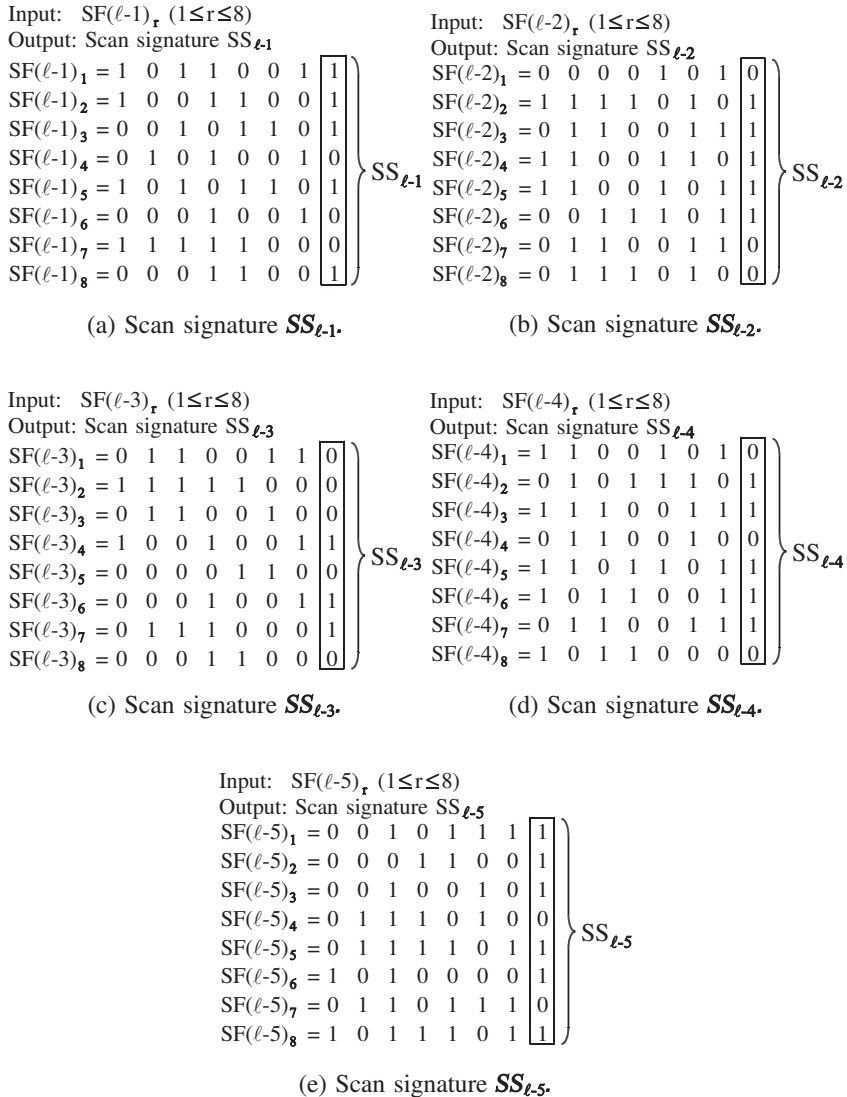 Input: SF(ℓ-1)r (1≤r≤8)
Output: Scan signature SSℓ-1
SF(ℓ-1)1 = 1 0 1 1 0 0 1 1
SF(ℓ-1)2 = 1 0 0 1 1 0 0 1
SF(ℓ-1)3 = 0 0 1 0 1 1 0 1
SF(ℓ-1)4 = 0 1 0 1 0 0 1 0
SF(ℓ-1)5 = 1 0 1 0 1 1 0 1
SF(ℓ-1)6 = 0 0 0 1 0 0 1 0
SF(ℓ-1)7 = 1 1 1 1 1 0 0 0
SF(ℓ-1)8 = 0 0 0 1 1 0 0 1
SSℓ-1
(a) Scan signature SSℓ-1.
Input: SF(ℓ-2)r (1≤r≤8)
Output: Scan signature SSℓ-2
SF(ℓ-2)1 = 0 0 0 0 1 0 1 0
SF(ℓ-2)2 = 1 1 1 1 0 1 0 1
SF(ℓ-2)3 = 0 1 1 0 0 1 1 1
SF(ℓ-2)4 = 1 1 0 0 1 1 0 1
SF(ℓ-2)5 = 1 1 0 0 1 0 1 1
SF(ℓ-2)6 = 0 0 1 1 1 0 1 1
SF(ℓ-2)7 = 0 1 1 0 0 1 1 0
SF(ℓ-2)8 = 0 1 1 1 0 1 0 0
SSℓ-2
(b) Scan signature SSℓ-2.
Input: SF(ℓ-3)r (1≤r≤8)
Output: Scan signature SSℓ-3
SF(ℓ-3)1 = 0 1 1 0 0 1 1 0
SF(ℓ-3)2 = 1 1 1 1 1 0 0 0
SF(ℓ-3)3 = 0 1 1 0 0 1 0 0
SF(ℓ-3)4 = 1 0 0 1 0 0 1 1
SF(ℓ-3)5 = 0 0 0 0 1 1 0 0
SF(ℓ-3)6 = 0 0 0 1 0 0 1 1
SF(ℓ-3)7 = 0 1 1 1 0 0 0 1
SF(ℓ-3)8 = 0 0 0 1 1 0 0 0
SSℓ-3
(c) Scan signature SSℓ-3.
Input: SF(ℓ-4)r (1≤r≤8)
Output: Scan signature SSℓ-4
SF(ℓ-4)1 = 1 1 0 0 1 0 1 0
SF(ℓ-4)2 = 0 1 0 1 1 1 0 1
SF(ℓ-4)3 = 1 1 1 0 0 1 1 1
SF(ℓ-4)4 = 0 1 1 0 0 1 0 0
SF(ℓ-4)5 = 1 1 0 1 1 0 1 1
SF(ℓ-4)6 = 1 0 1 1 0 0 1 1
SF(ℓ-4)7 = 0 1 1 0 0 1 1 1
SF(ℓ-4)8 = 1 0 1 1 0 0 0 0
SSℓ-4
(d) Scan signature SSℓ-4.
Input: SF(ℓ-5)r (1≤r≤8)
Output: Scan signature SSℓ-5
SF(ℓ-5)1 = 0 0 1 0 1 1 1 1
SF(ℓ-5)2 = 0 0 0 1 1 0 0 1
SF(ℓ-5)3 = 0 0 1 0 0 1 0 1
SF(ℓ-5)4 = 0 1 1 1 0 1 0 0
SF(ℓ-5)5 = 0 1 1 1 1 0 1 1
SF(ℓ-5)6 = 1 0 1 0 0 0 0 1
SF(ℓ-5)7 = 0 1 1 0 1 1 1 0
SF(ℓ-5)8 = 1 0 1 1 1 0 1 1
SSℓ-5
(e) Scan signature SSℓ-5.